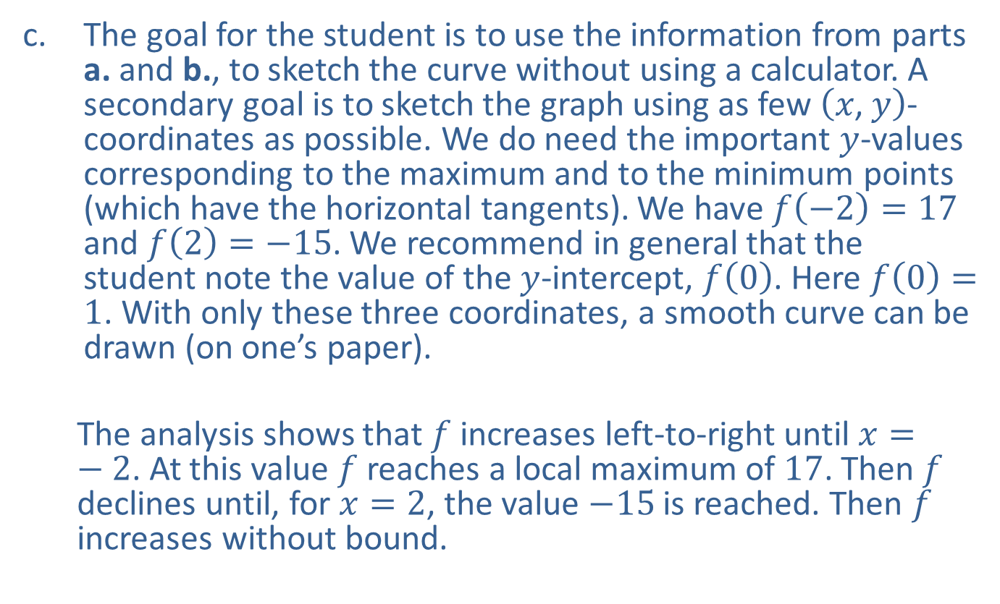 c. The goal for the student is to use the information from parts
a. and b., to sketch the curve without using a calculator. A
secondary goal is to sketch the graph using as few (x, y)-
coordinates as possible. We do need the important y-values
corresponding to the maximum and to the minimum points
(which have the horizontal tangents). We have f(−2) = 17
and f(2) = −15. We recommend in general that the
student note the value of the y-intercept, f(0). Here f(0) =
1. With only these three coordinates, a smooth curve can be
drawn (on one’s paper).
The analysis shows that f increases left-to-right until x =
− 2. At this value f reaches a local maximum of 17. Then f
declines until, for x = 2, the value −15 is reached. Then f
increases without bound.